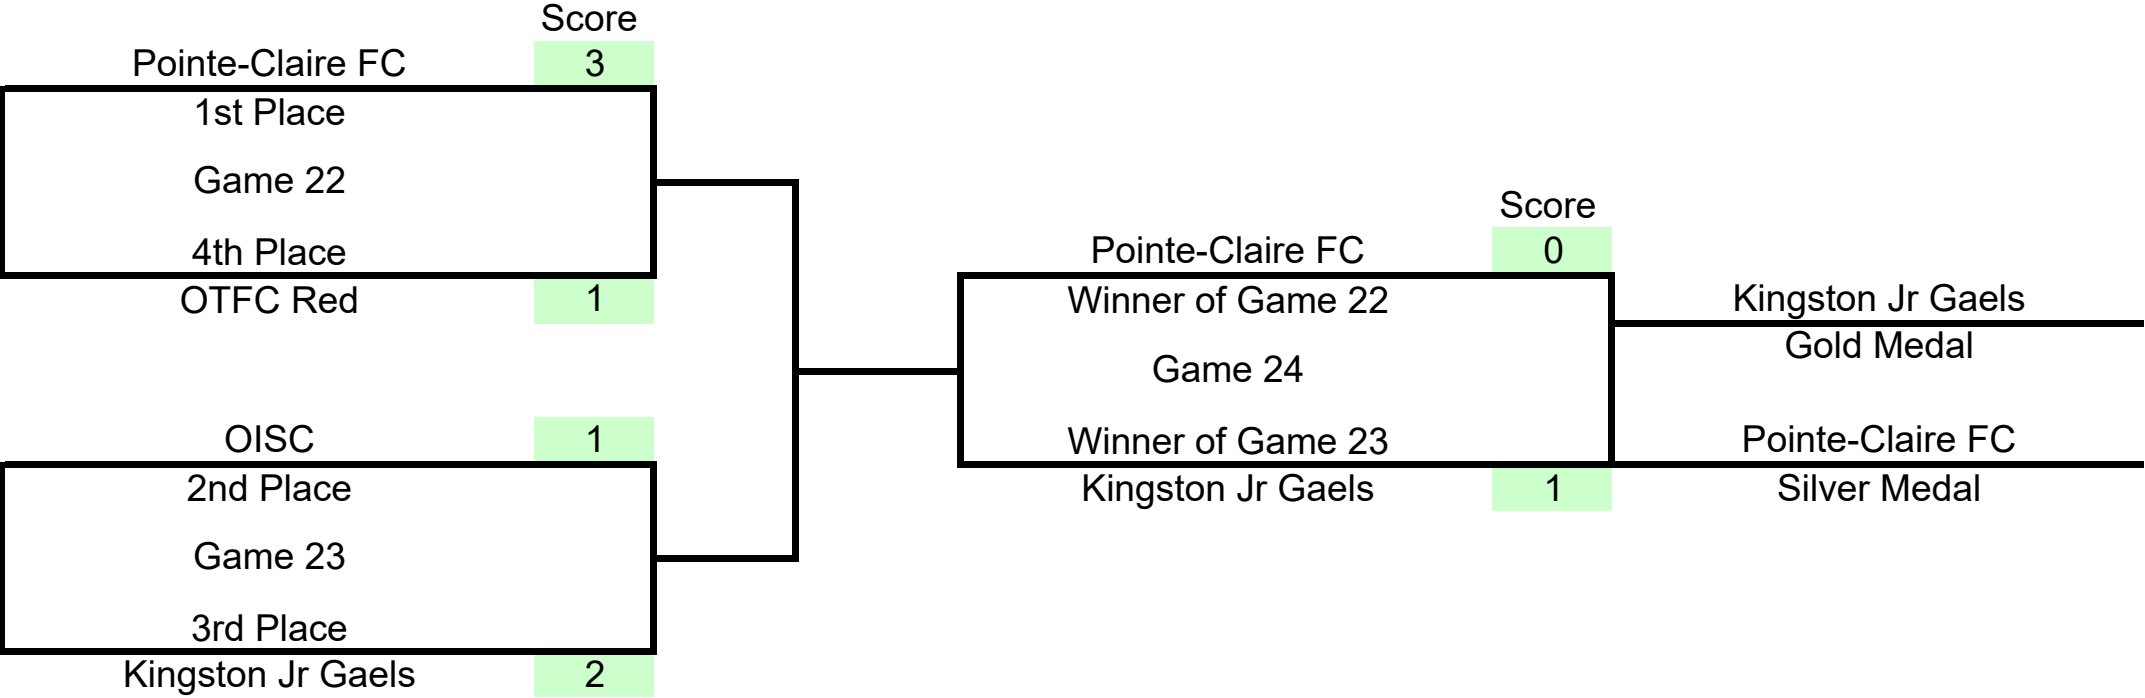 Score
Pointe-Claire FC 3
1st Place
Game 22
4th Place
OTFC Red 1
OISC 1
2nd Place
Game 23
3rd Place
Kingston Jr Gaels 2
Score
Pointe-Claire FC 0
Winner of Game 22
Game 24
Winner of Game 23
Kingston Jr Gaels 1
Kingston Jr Gaels
Gold Medal
Pointe-Claire FC
Silver Medal